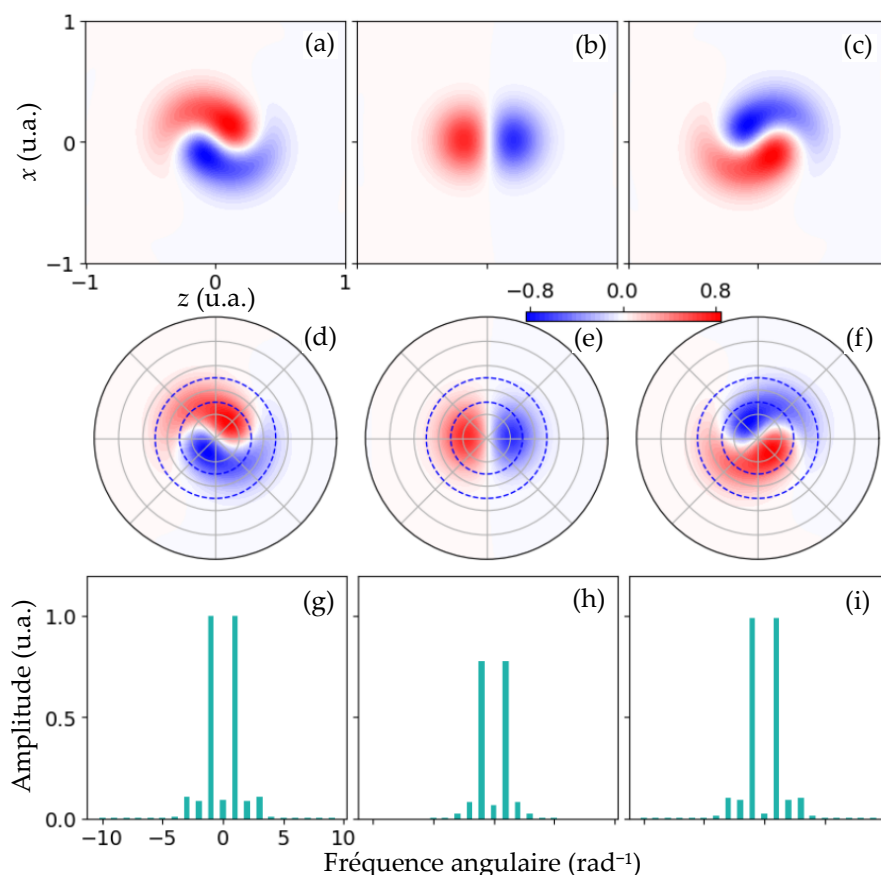 1
(a)
(b)
(c)
x (u.a.)
0
−1
−1
0
1
z (u.a.)
−0.8
0.0
0.8
(d)
(e)
(f)
(g)
(h)
(i)
Amplitude (u.a.)
1.0
0.5
0.0
−10
−5
0
5
10
Fréquence angulaire (rad⁻¹)